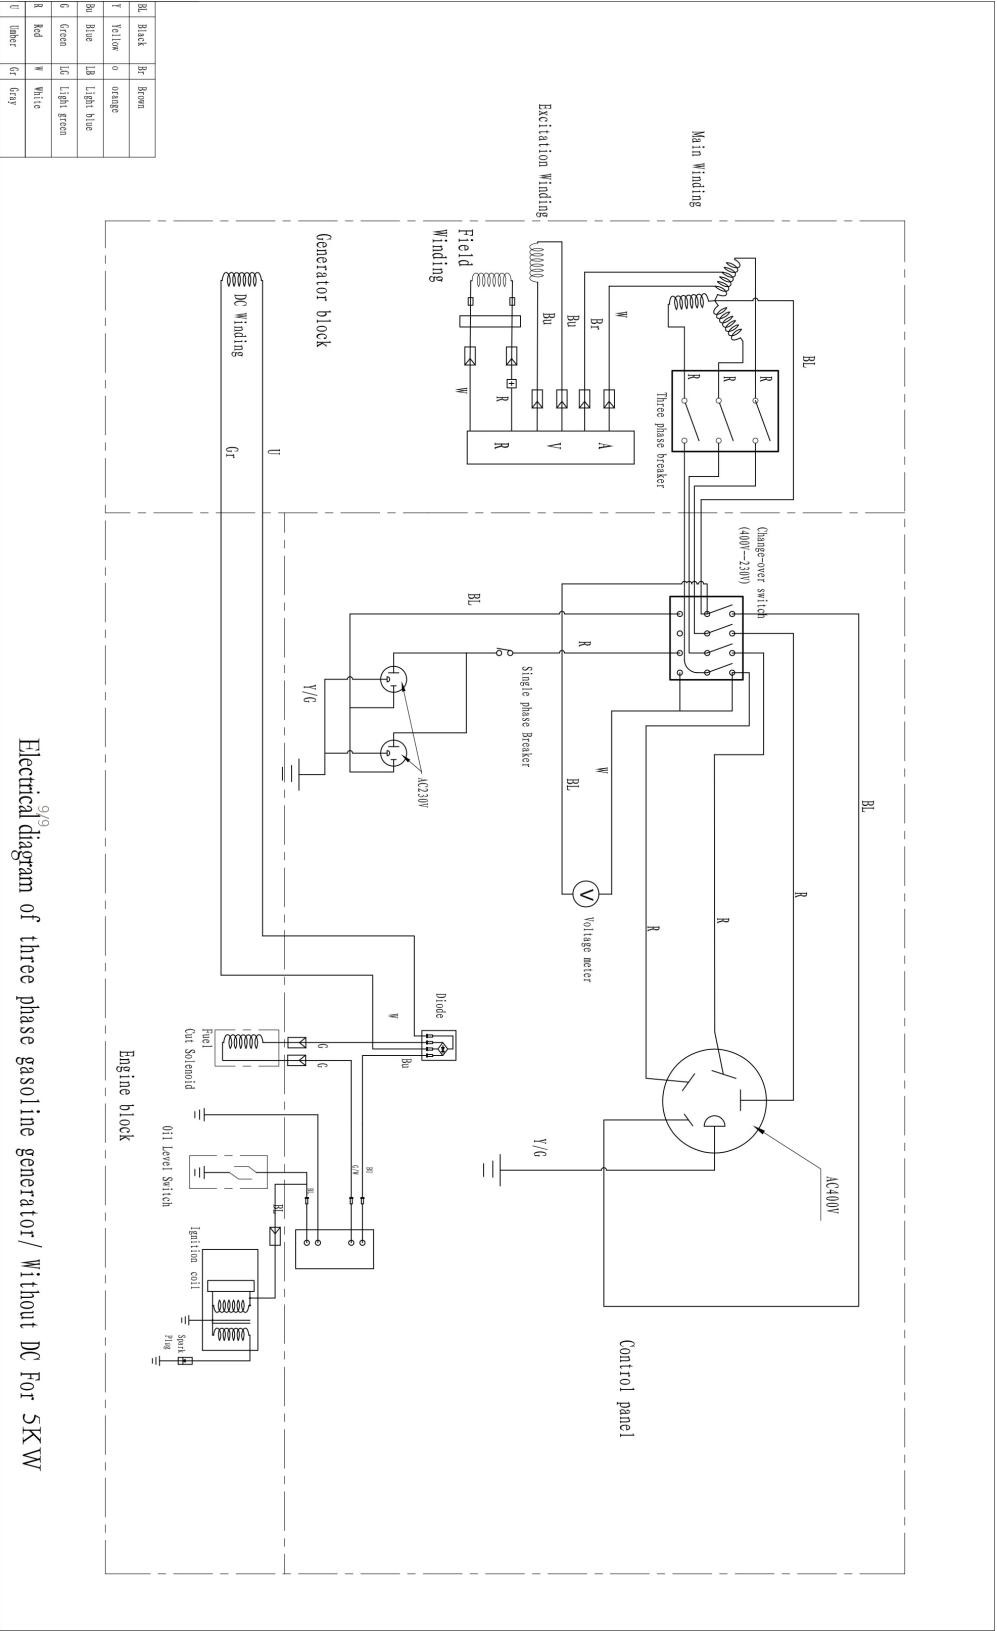 BL Black Br Brown
Y Yellow o orange
Bu Blue LB Light blue
G Green LG Light green
R Red W White
U Umber Gr Gray
Main Winding
Excitation Winding
Field
Winding
Generator block
DC Winding
BL
W
Br
Bu
Bu
R
W
A
V
R
R
R
R
Three phase breaker
U
Gr
Change-over switch
(400V--230V)
BL
R
Single phase Breaker
Y/G
AC230V
BL
W
V
Voltage meter
BL
R
R
R
AC400V
Y/G
Control panel
Diode
W
Bu
G
G
Fuel
Cut Solenoid
Oil Level Switch
BU
G/W
BL
BL
Ignition coil
Spark
Plug
Engine block
9/9
Electrical diagram of three phase gasoline generator/ Without DC For 5KW